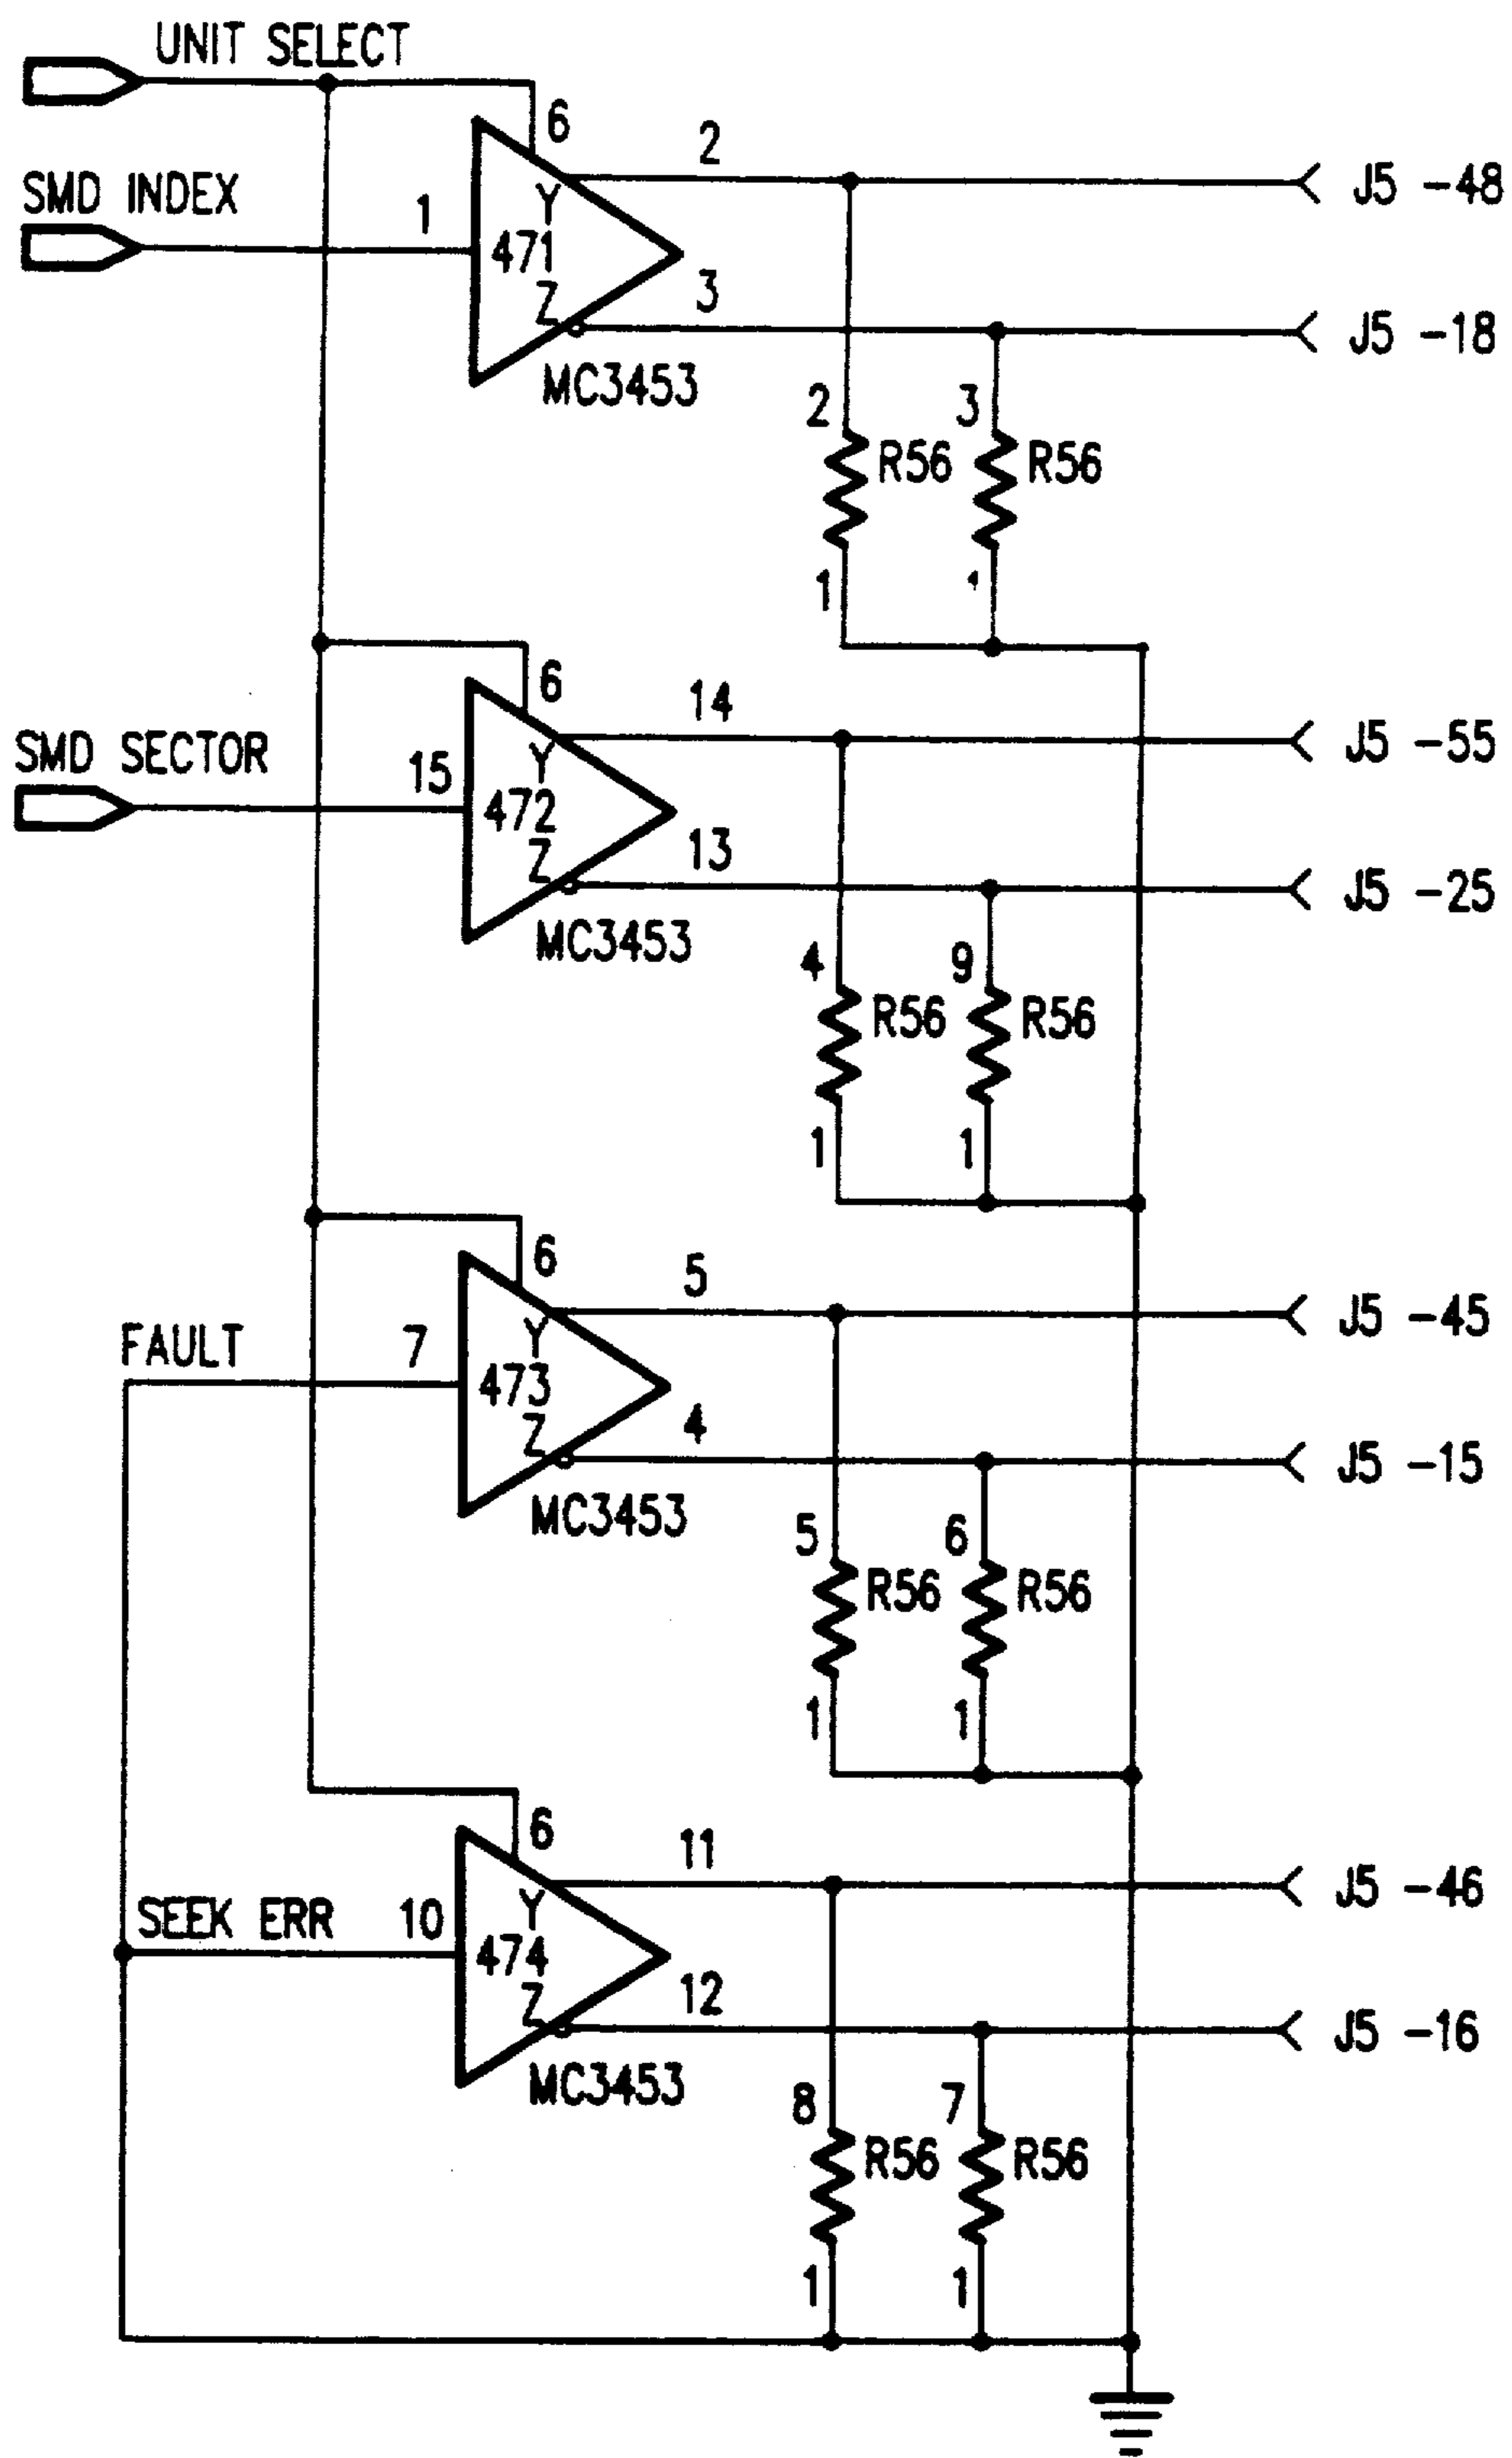 UNIT SELECT
6
2
J5 -48
SMD INDEX
1
Y
471
Z
3
J5 -18
MC3453
2
R56
3
R56
1
1
6
14
J5 -55
SMD SECTOR
15
Y
472
Z
13
J5 -25
MC3453
4
R56
9
R56
1
1
6
5
J5 -45
FAULT
7
Y
473
Z
4
J5 -15
MC3453
5
R56
6
R56
1
1
6
11
J5 -46
SEEK ERR
10
Y
474
Z
12
J5 -16
MC3453
8
R56
7
R56
1
1